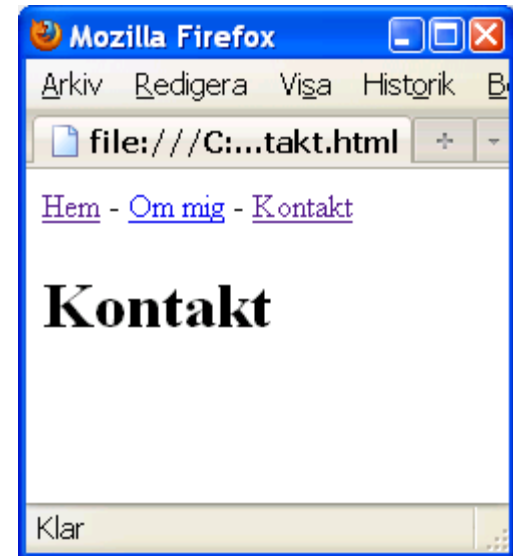 Mozilla Firefox
Arkiv Redigera Visa Historik
file:///C:...takt.html
Hem - Om mig - Kontakt
Kontakt
Klar